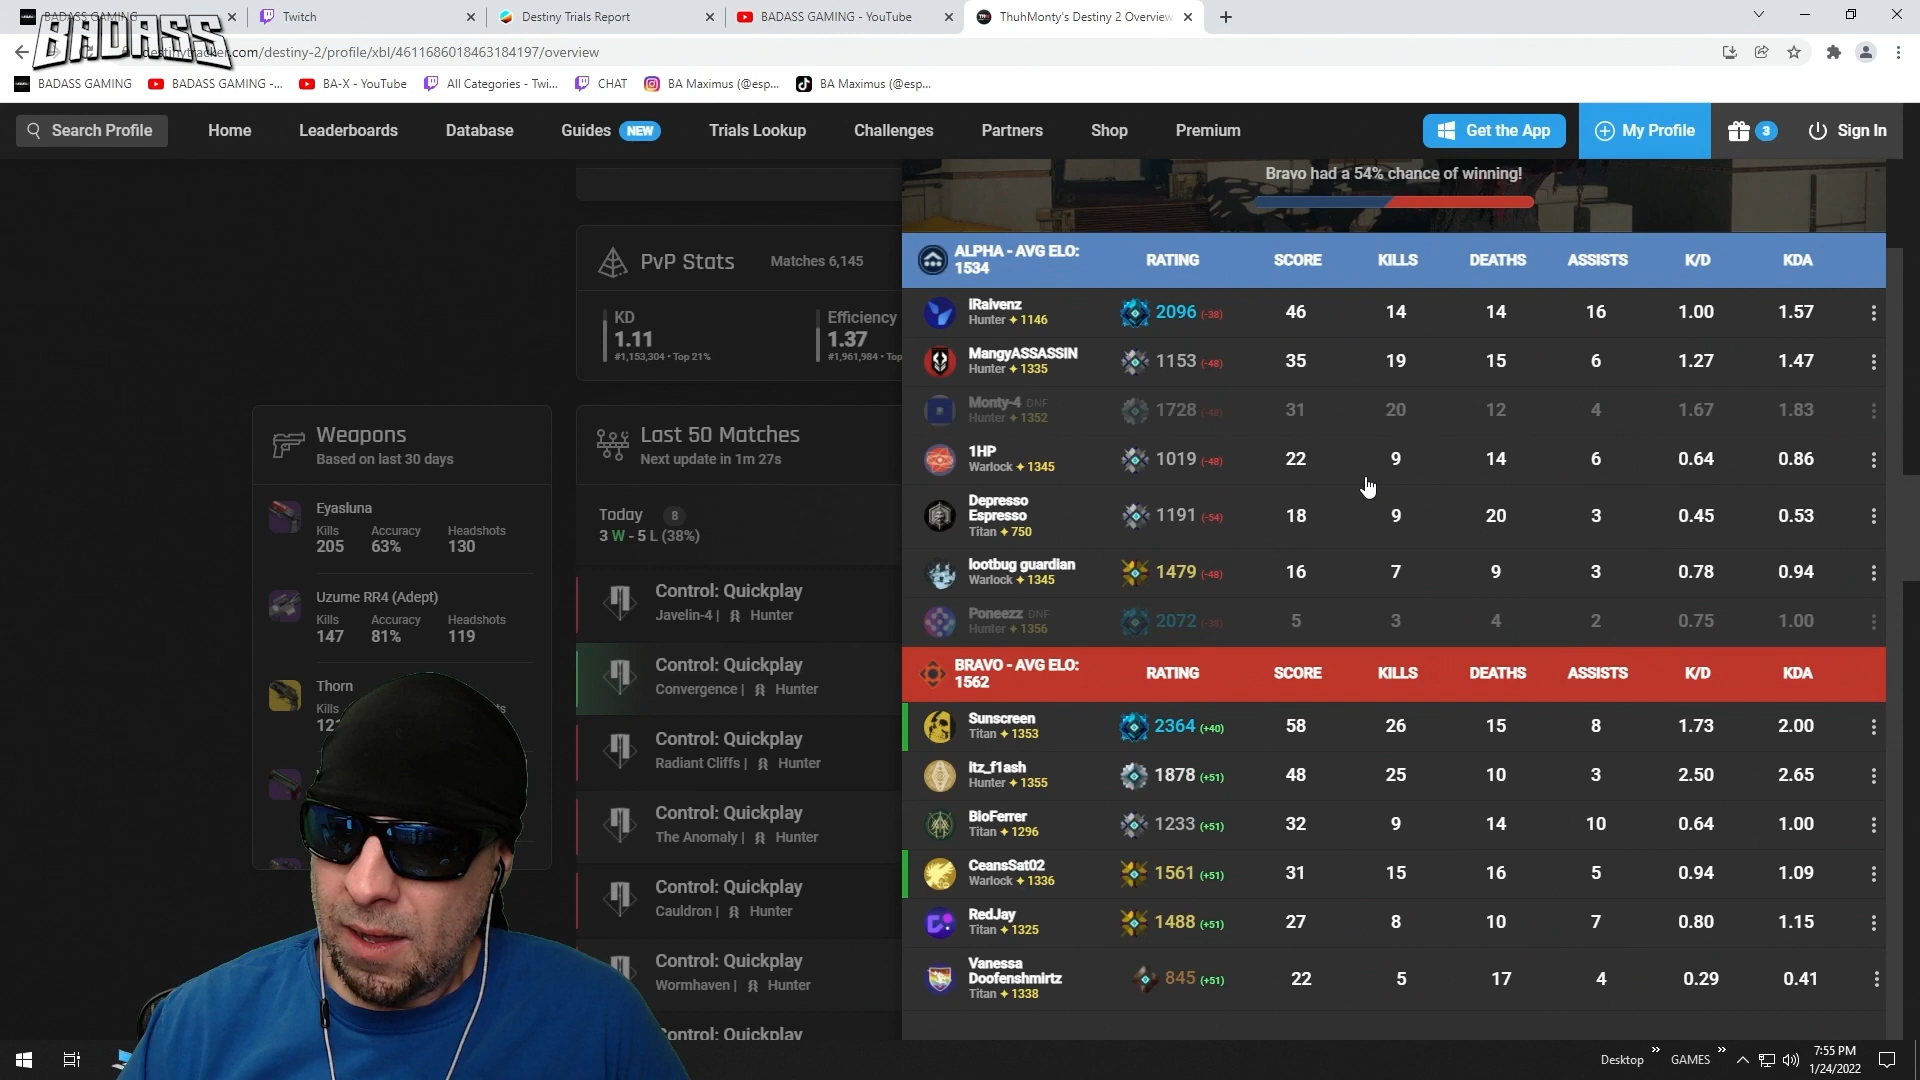 BADASS GAMING
Twitch
Destiny Trials Report
BADASS GAMING - YouTube
ThuhMonty's Destiny 2 Overview
BADASS
destinytracker.com/destiny-2/profile/xbl/4611686018463184197/overview
BADASS GAMING
BADASS GAMING -...
BA-X - YouTube
All Categories - Twi...
CHAT
BA Maximus (@esp...
BA Maximus (@esp...
Search Profile
Home
Leaderboards
Database
Guides NEW
Trials Lookup
Challenges
Partners
Shop
Premium
Get the App
My Profile
3
Sign In
Bravo had a 54% chance of winning!
PvP Stats Matches 6,145
KD
1.11
#1,153,304 • Top 21%
Efficiency
1.37
#1,961,984 • Top
Weapons
Based on last 30 days
Eyasluna
Kills Accuracy Headshots
205 63% 130
Uzume RR4 (Adept)
Kills Accuracy Headshots
147 81% 119
Thorn
Kills
Last 50 Matches
Next update in 1m 27s
Today 8
3 W - 5 L (38%)
Control: Quickplay
Javelin-4 | Hunter
Control: Quickplay
Convergence | Hunter
Control: Quickplay
Radiant Cliffs | Hunter
Control: Quickplay
The Anomaly | Hunter
Control: Quickplay
Cauldron | Hunter
Control: Quickplay
Wormhaven | Hunter
Control: Quickplay
ALPHA - AVG ELO:
1534
RATING SCORE KILLS DEATHS ASSISTS K/D KDA
IRaivenz
Hunter 1146
2096 (-38) 46 14 14 16 1.00 1.57
MangyASSASSIN
Hunter 1335
1153 (-48) 35 19 15 6 1.27 1.47
Monty-4 DNF
Hunter 1352
1728 (-48) 31 20 12 4 1.67 1.83
1HP
Warlock 1345
1019 (-48) 22 9 14 6 0.64 0.86
Depresso
Espresso
Titan 750
1191 (-54) 18 9 20 3 0.45 0.53
lootbug guardian
Warlock 1345
1479 (-48) 16 7 9 3 0.78 0.94
Poneezz DNF
Hunter 1356
2072 (-38) 5 3 4 2 0.75 1.00
BRAVO - AVG ELO:
1562
RATING SCORE KILLS DEATHS ASSISTS K/D KDA
Sunscreen
Titan 1353
2364 (+40) 58 26 15 8 1.73 2.00
itz_f1ash
Hunter 1355
1878 (+51) 48 25 10 3 2.50 2.65
BioFerrer
Titan 1296
1233 (+51) 32 9 14 10 0.64 1.00
CeansSat02
Warlock 1336
1561 (+51) 31 15 16 5 0.94 1.09
RedJay
Titan 1325
1488 (+51) 27 8 10 7 0.80 1.15
Vanessa
Doofenshmirtz
Titan 1338
845 (+51) 22 5 17 4 0.29 0.41
Desktop
GAMES
7:55 PM
1/24/2022